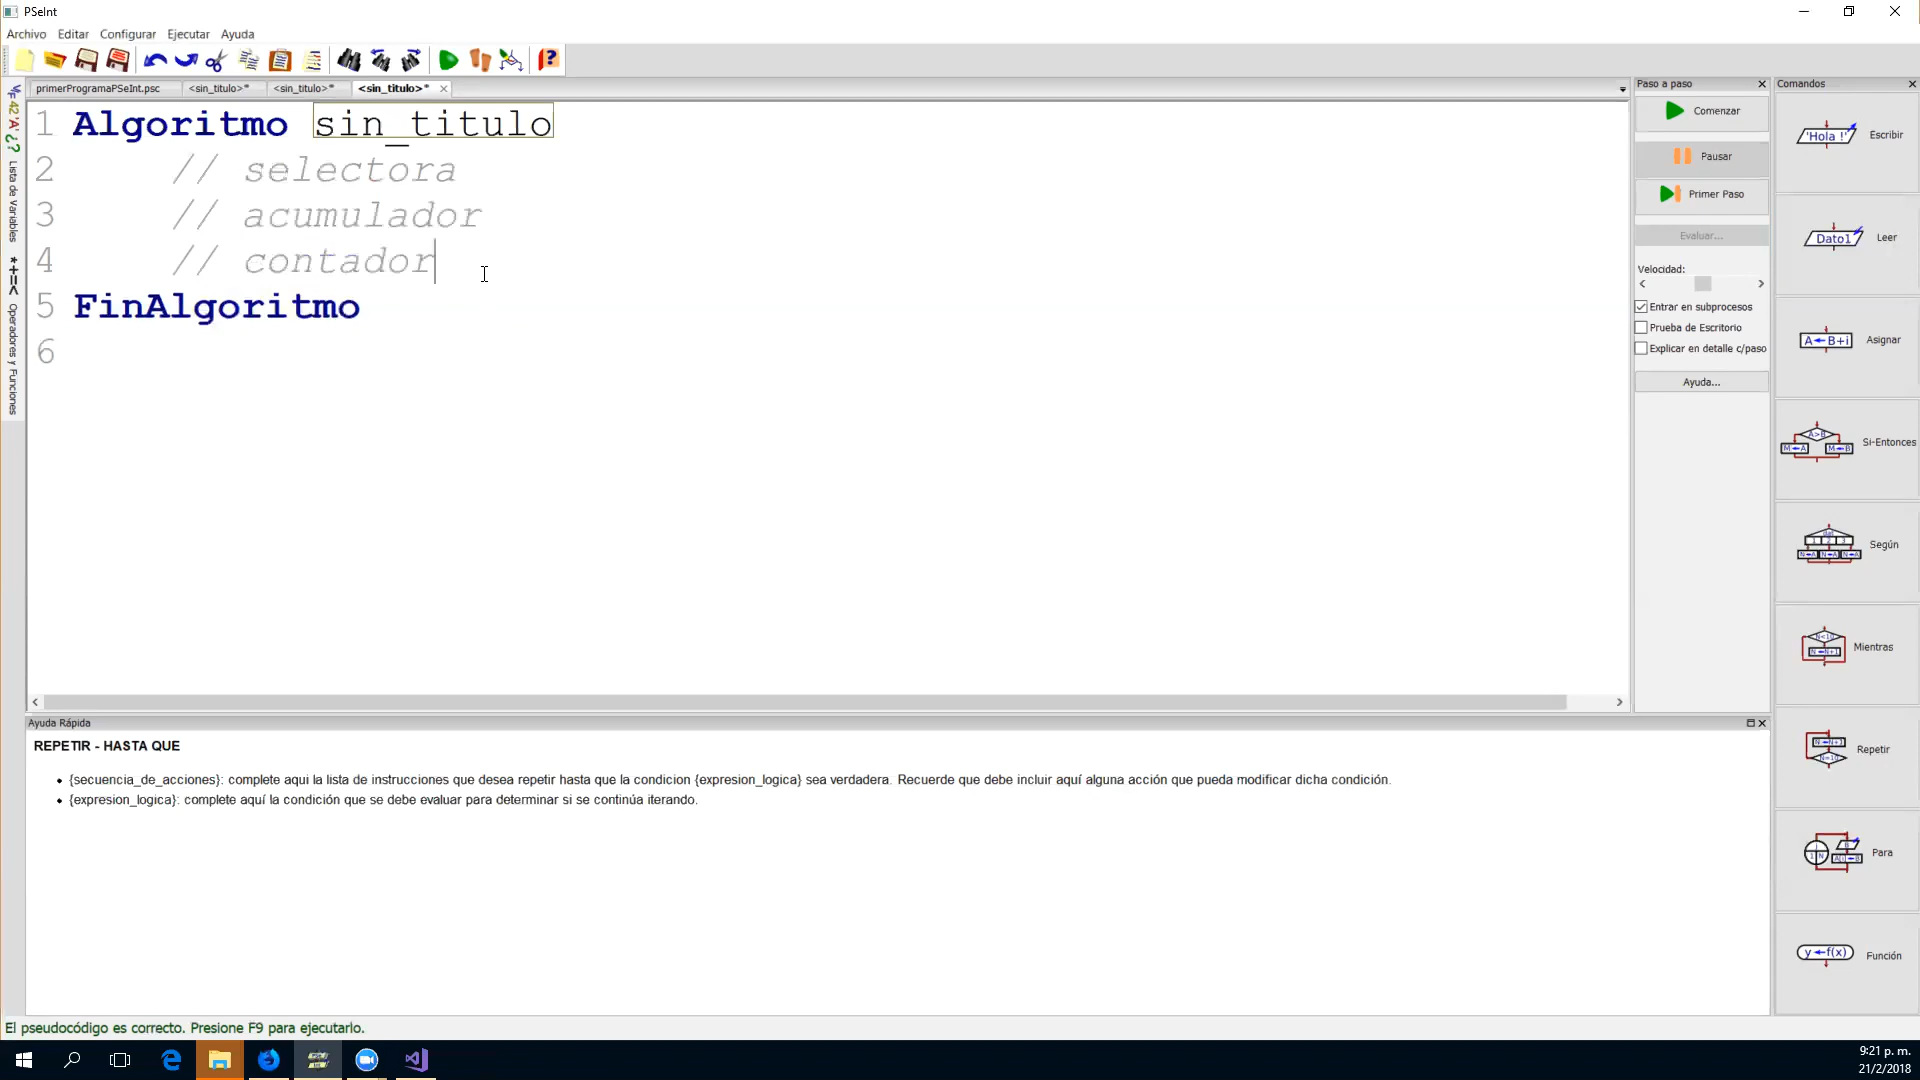 PSeInt
Archivo Editar Configurar Ejecutar Ayuda
primerProgramaPSeInt.psc <sin_titulo>* <sin_titulo>* <sin_titulo>*
Lista de Variables
Operadores y Funciones
1 Algoritmo sin_titulo
2 // selectora
3 // acumulador
4 // contador
5 FinAlgoritmo
6
Paso a paso
Comenzar
Pausar
Primer Paso
Evaluar...
Velocidad:
Entrar en subprocesos
Prueba de Escritorio
Explicar en detalle c/paso
Ayuda...
Comandos
'Hola !' Escribir
Dato1 Leer
A←B+i Asignar
A>B M←A M←B Si-Entonces
Según
Mientras
Repetir
Para
y←f(x) Función
Ayuda Rápida
REPETIR - HASTA QUE
• {secuencia_de_acciones}: complete aqui la lista de instrucciones que desea repetir hasta que la condicion {expresion_logica} sea verdadera. Recuerde que debe incluir aquí alguna acción que pueda modificar dicha condición.
• {expresion_logica}: complete aquí la condición que se debe evaluar para determinar si se continúa iterando.
El pseudocódigo es correcto. Presione F9 para ejecutarlo.
9:21 p. m.
21/2/2018